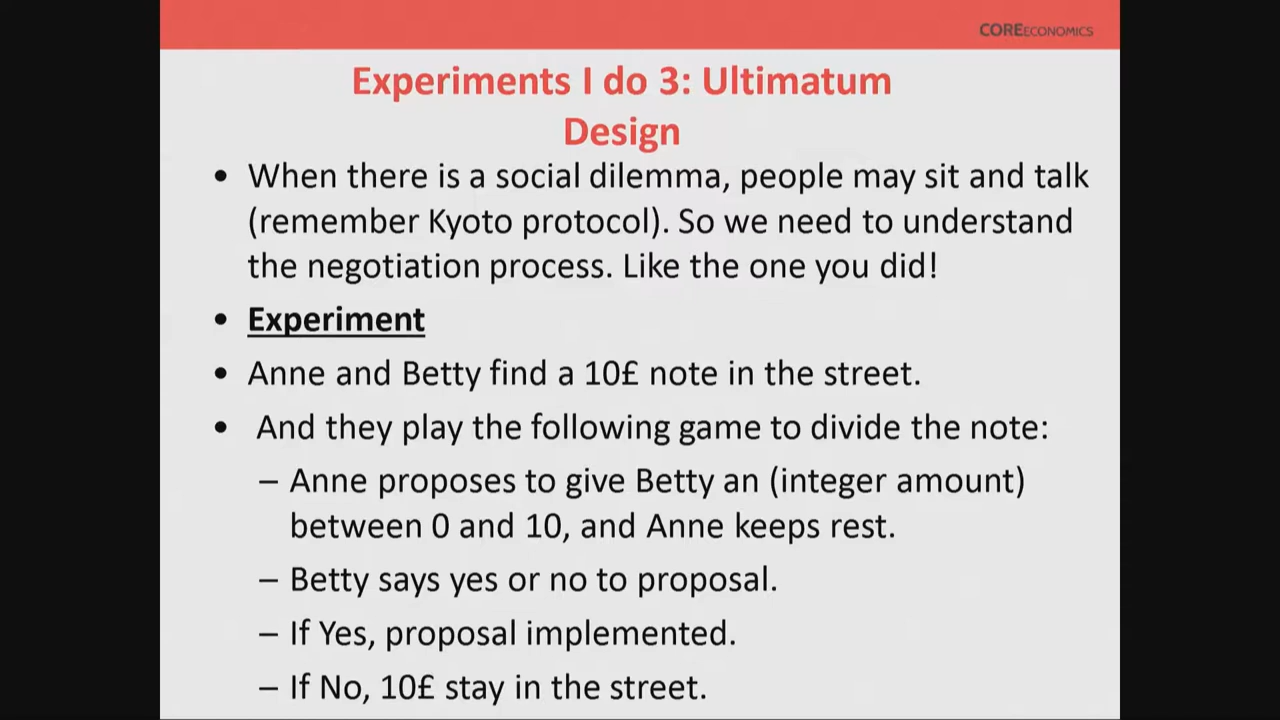 COREECONOMICS
Experiments I do 3: Ultimatum
Design
• When there is a social dilemma, people may sit and talk
(remember Kyoto protocol). So we need to understand
the negotiation process. Like the one you did!
• Experiment
• Anne and Betty find a 10£ note in the street.
• And they play the following game to divide the note:
– Anne proposes to give Betty an (integer amount)
between 0 and 10, and Anne keeps rest.
– Betty says yes or no to proposal.
– If Yes, proposal implemented.
– If No, 10£ stay in the street.